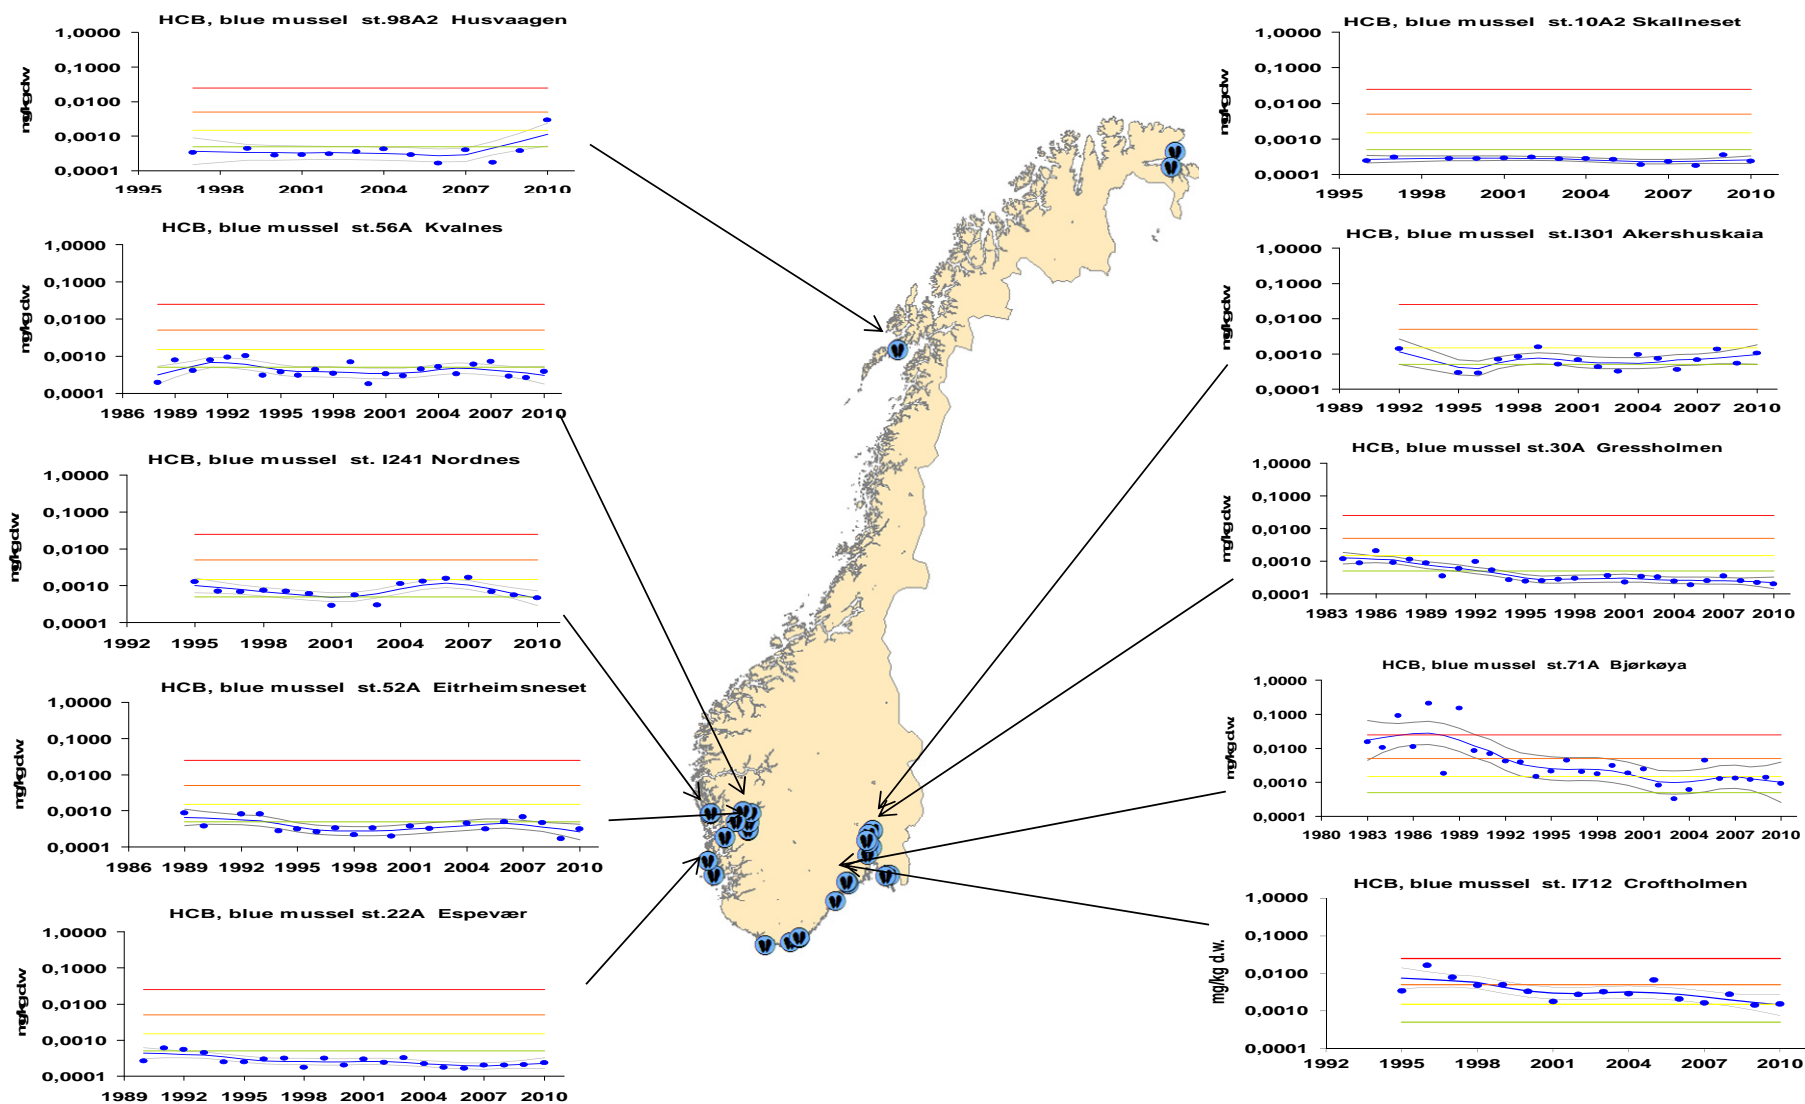 HCB, blue mussel st.98A2 Husvaagen
1,0000
0,1000
0,0100
0,0010
0,0001
mg/kg d.w.
1995 1998 2001 2004 2007 2010
HCB, blue mussel st.56A Kvalnes
1,0000
0,1000
0,0100
0,0010
0,0001
mg/kg d.w.
1986 1989 1992 1995 1998 2001 2004 2007 2010
HCB, blue mussel st. I241 Nordnes
1,0000
0,1000
0,0100
0,0010
0,0001
mg/kg d.w.
1992 1995 1998 2001 2004 2007 2010
HCB, blue mussel st.52A Eitrheimsneset
1,0000
0,1000
0,0100
0,0010
0,0001
mg/kg d.w.
1986 1989 1992 1995 1998 2001 2004 2007 2010
HCB, blue mussel st.22A Espevær
1,0000
0,1000
0,0100
0,0010
0,0001
mg/kg d.w.
1989 1992 1995 1998 2001 2004 2007 2010
HCB, blue mussel st.10A2 Skallneset
1,0000
0,1000
0,0100
0,0010
0,0001
mg/kg d.w.
1995 1998 2001 2004 2007 2010
HCB, blue mussel st.I301 Akershuskaia
1,0000
0,1000
0,0100
0,0010
0,0001
mg/kg d.w.
1989 1992 1995 1998 2001 2004 2007 2010
HCB, blue mussel st.30A Gressholmen
1,0000
0,1000
0,0100
0,0010
0,0001
mg/kg d.w.
1983 1986 1989 1992 1995 1998 2001 2004 2007 2010
HCB, blue mussel st.71A Bjørkøya
1,0000
0,1000
0,0100
0,0010
0,0001
mg/kg d.w.
1980 1983 1986 1989 1992 1995 1998 2001 2004 2007 2010
HCB, blue mussel st. I712 Croftholmen
1,0000
0,1000
0,0100
0,0010
0,0001
mg/kg d.w.
1992 1995 1998 2001 2004 2007 2010